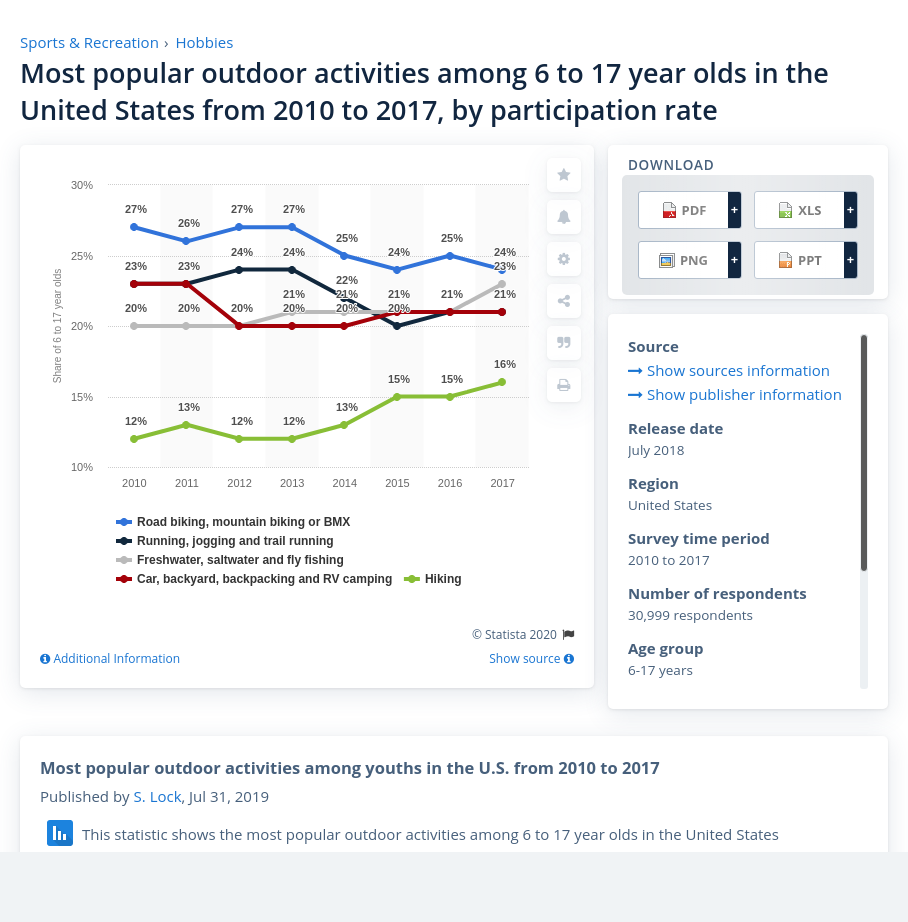 Sports & Recreation › Hobbies
Most popular outdoor activities among 6 to 17 year olds in the
United States from 2010 to 2017, by participation rate
30%
25%
20%
15%
10%
Share of 6 to 17 year olds
27% 26% 27% 27% 25% 24% 25% 24%
23% 23% 24% 24% 22% 20% 21% 21%
20% 20% 20% 21% 21% 21% 23%
20% 20%
12% 13% 12% 12% 13% 15% 15% 16%
2010 2011 2012 2013 2014 2015 2016 2017
Road biking, mountain biking or BMX
Running, jogging and trail running
Freshwater, saltwater and fly fishing
Car, backyard, backpacking and RV camping Hiking
© Statista 2020
Additional Information Show source
DOWNLOAD
PDF + XLS +
PNG + PPT +
Source
Show sources information
Show publisher information
Release date
July 2018
Region
United States
Survey time period
2010 to 2017
Number of respondents
30,999 respondents
Age group
6-17 years
Most popular outdoor activities among youths in the U.S. from 2010 to 2017
Published by S. Lock, Jul 31, 2019
This statistic shows the most popular outdoor activities among 6 to 17 year olds in the United States